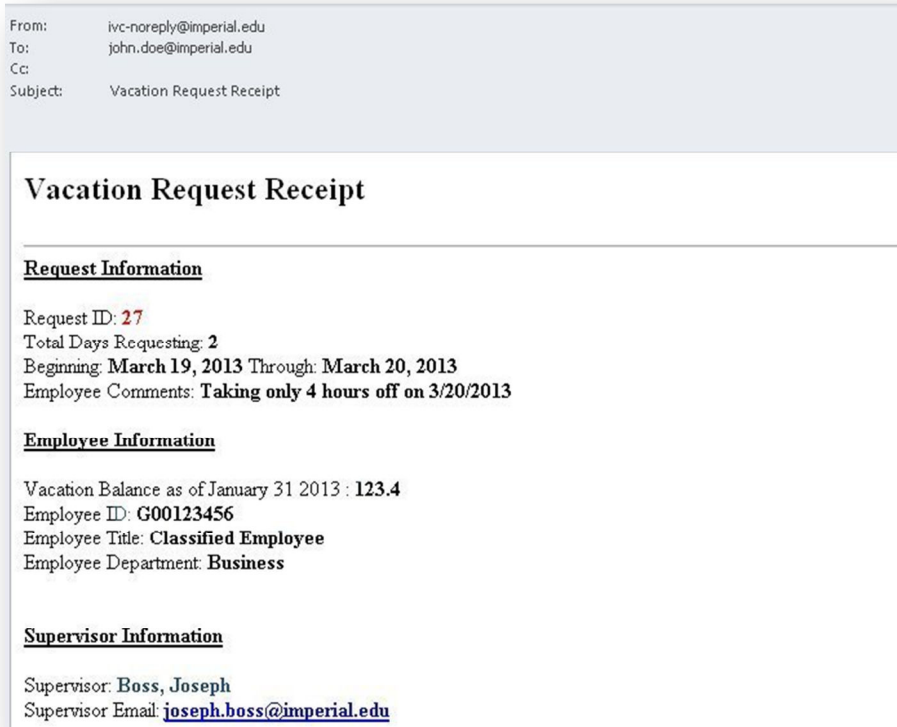 From: ivc-noreply@imperial.edu
To: john.doe@imperial.edu
Cc:
Subject: Vacation Request Receipt
Vacation Request Receipt
Request Information
Request ID: 27
Total Days Requesting: 2
Beginning: March 19, 2013 Through: March 20, 2013
Employee Comments: Taking only 4 hours off on 3/20/2013
Employee Information
Vacation Balance as of January 31 2013 : 123.4
Employee ID: G00123456
Employee Title: Classified Employee
Employee Department: Business
Supervisor Information
Supervisor: Boss, Joseph
Supervisor Email: joseph.boss@imperial.edu